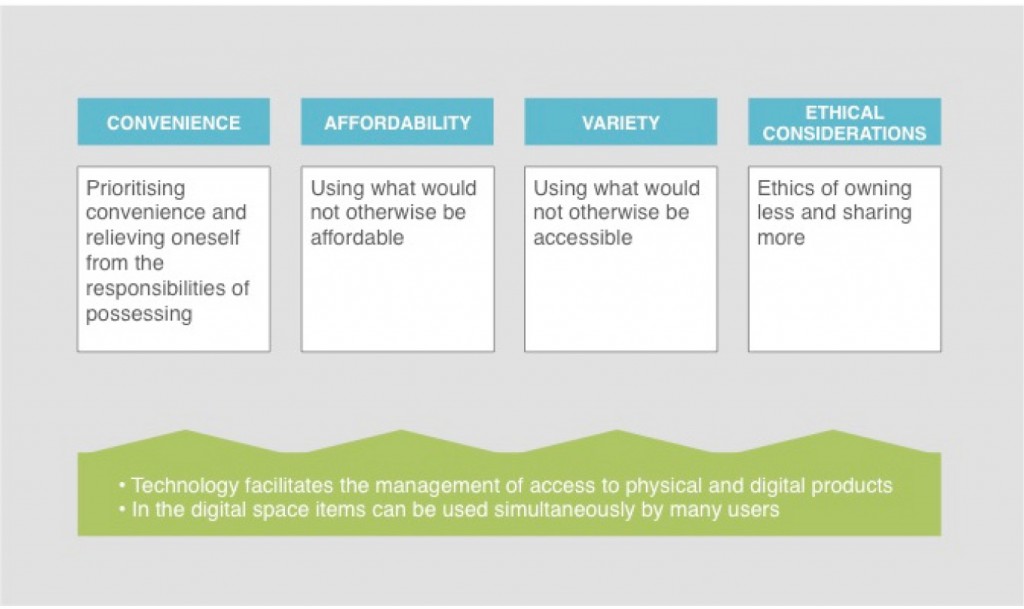 CONVENIENCE
Prioritising
convenience and
relieving oneself
from the
responsibilities of
possessing
AFFORDABILITY
Using what would
not otherwise be
affordable
VARIETY
Using what would
not otherwise be
accessible
ETHICAL
CONSIDERATIONS
Ethics of owning
less and sharing
more
• Technology facilitates the management of access to physical and digital products
• In the digital space items can be used simultaneously by many users